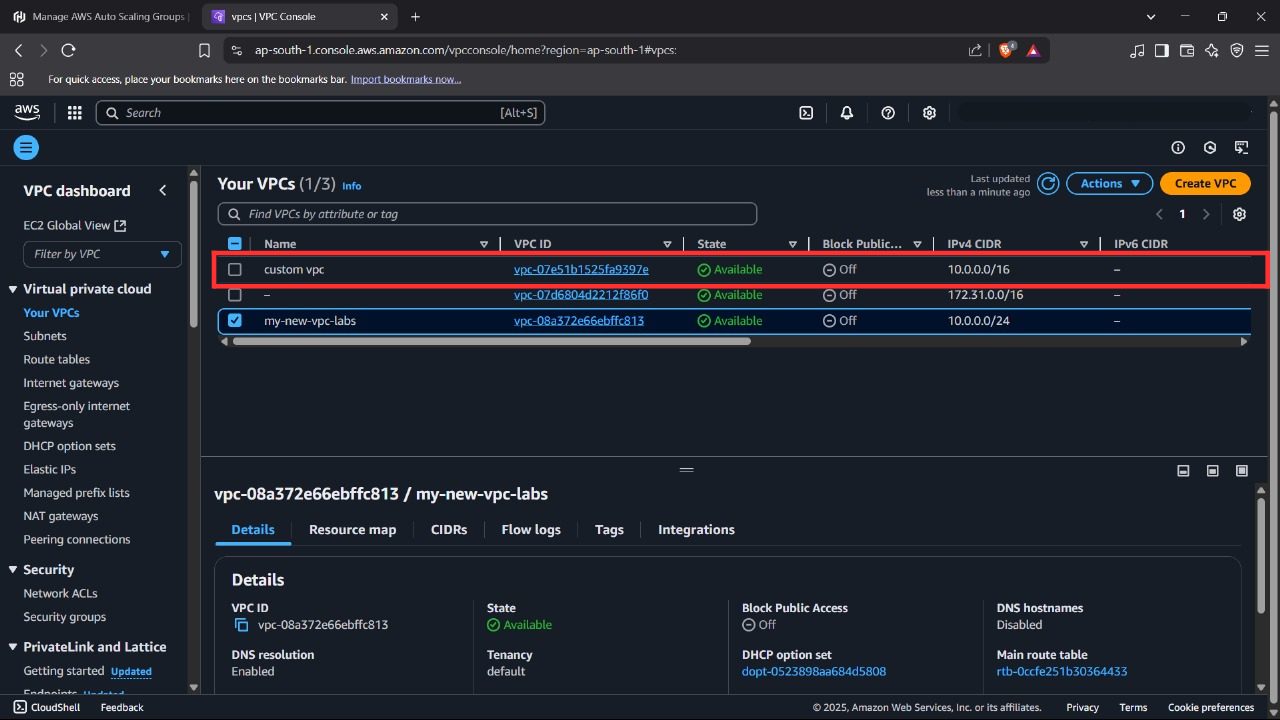 Manage AWS Auto Scaling Groups
vpcs | VPC Console
ap-south-1.console.aws.amazon.com/vpcconsole/home?region=ap-south-1#vpcs:
4
For quick access, place your bookmarks here on the bookmarks bar. Import bookmarks now...
aws
Search
[Alt+S]
VPC dashboard
EC2 Global View
Filter by VPC
Virtual private cloud
Your VPCs
Subnets
Route tables
Internet gateways
Egress-only internet
gateways
DHCP option sets
Elastic IPs
Managed prefix lists
NAT gateways
Peering connections
Security
Network ACLs
Security groups
PrivateLink and Lattice
Getting started Updated
Endpoints Updated
Your VPCs (1/3) Info
Last updated
less than a minute ago
Actions
Create VPC
Find VPCs by attribute or tag
1
Name VPC ID State Block Public... IPv4 CIDR IPv6 CIDR
custom vpc vpc-07e51b1525fa9397e Available Off 10.0.0.0/16 –
– vpc-07d6804d2212f86f0 Available Off 172.31.0.0/16 –
my-new-vpc-labs vpc-08a372e66ebffc813 Available Off 10.0.0.0/24 –
vpc-08a372e66ebffc813 / my-new-vpc-labs
Details Resource map CIDRs Flow logs Tags Integrations
Details
VPC ID
vpc-08a372e66ebffc813
State
Available
Block Public Access
Off
DNS hostnames
Disabled
DNS resolution
Enabled
Tenancy
default
DHCP option set
dopt-0523898aa684d5808
Main route table
rtb-0ccfe251b30364433
CloudShell Feedback
© 2025, Amazon Web Services, Inc. or its affiliates. Privacy Terms Cookie preferences